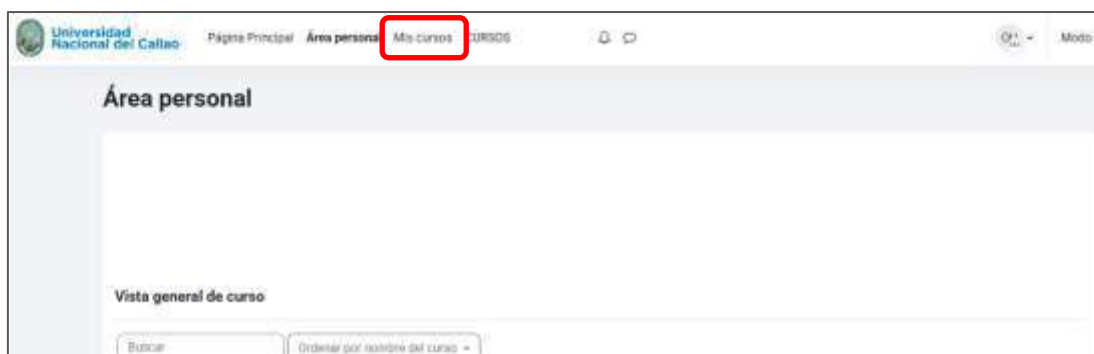 Universidad
Nacional del Callao
Página Principal Área personal Mis cursos CURSOS
Modo
Área personal
Vista general de curso
Buscar Ordenar por nombre del curso